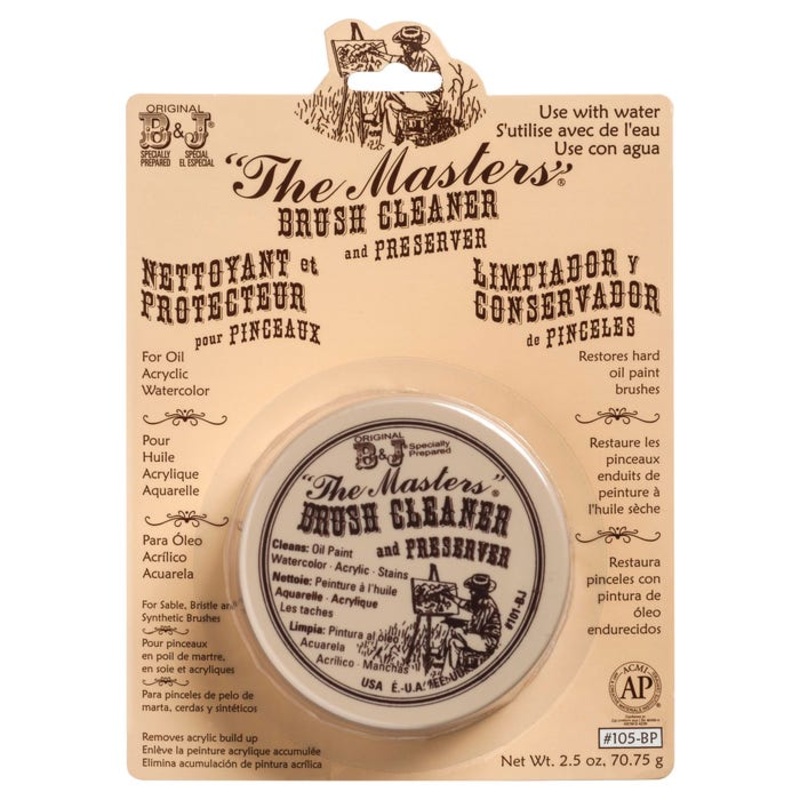 ORIGINAL
B&J®
SPECIALLY PREPARED
SPÉCIAL EL ESPECIAL
Use with water
S'utilise avec de l'eau
Use con agua
"The Masters"®
BRUSH CLEANER
and PRESERVER
NETTOYANT et
PROTECTEUR
pour PINCEAUX
LIMPIADOR y
CONSERVADOR
de PINCELES
For Oil
Acryclic
Watercolor
Pour
Huile
Acrylique
Aquarelle
Para Óleo
Acrílico
Acuarela
For Sable, Bristle and
Synthetic Brushes
Pour pinceaux
en poil de martre,
en soie et acryliques
Para pinceles de pelo de
marta, cerdas y sintéticos
Removes acrylic build up
Enlève la peinture acrylique accumulée
Elimina acumulación de pintura acrílica
Restores hard
oil paint
brushes
Restaure les
pinceaux
enduits de
peinture à
l'huile sèche
Restaura
pinceles con
pintura de
óleo
endurecidos
ORIGINAL
B&J®
Specially
Prepared
"The Masters"®
BRUSH CLEANER
and PRESERVER
Cleans: Oil Paint
Watercolor · Acrylic · Stains
Nettoie: Peinture à l'huile
Aquarelle · Acrylique
Les taches
Limpia: Pintura al óleo
Acuarela
Acrílico · Manchas
#101-BJ
USA É.-U.A.
ACMI
AP
#105-BP
Net Wt. 2.5 oz, 70.75 g